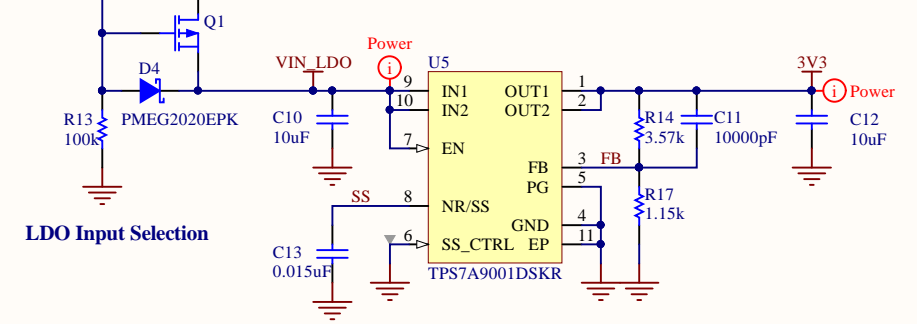 Q1
D4
PMEG2020EPK
R13
100k
LDO Input Selection
VIN_LDO
Power
i
C10
10uF
SS
C13
0.015uF
U5
9 IN1 OUT1 1
10 IN2 OUT2 2
7 EN
FB 3
PG 5
8 NR/SS
GND 4
6 SS_CTRL EP 11
TPS7A9001DSKR
FB
R14
3.57k
C11
10000pF
R17
1.15k
3V3
i Power
C12
10uF